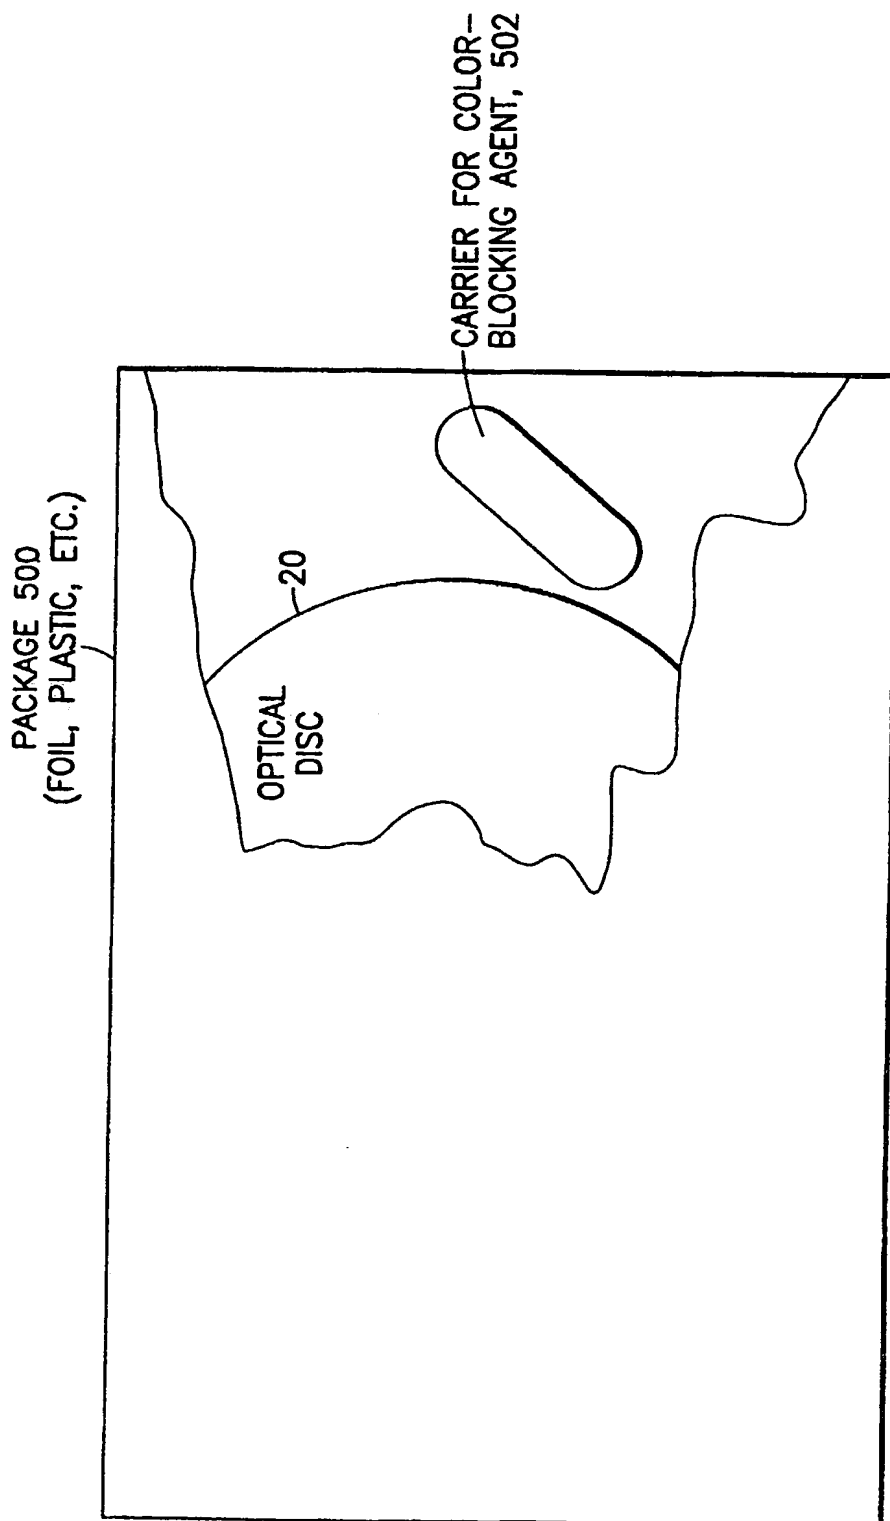 PACKAGE 500
(FOIL, PLASTIC, ETC.)
20
OPTICAL
DISC
CARRIER FOR COLOR-
BLOCKING AGENT, 502